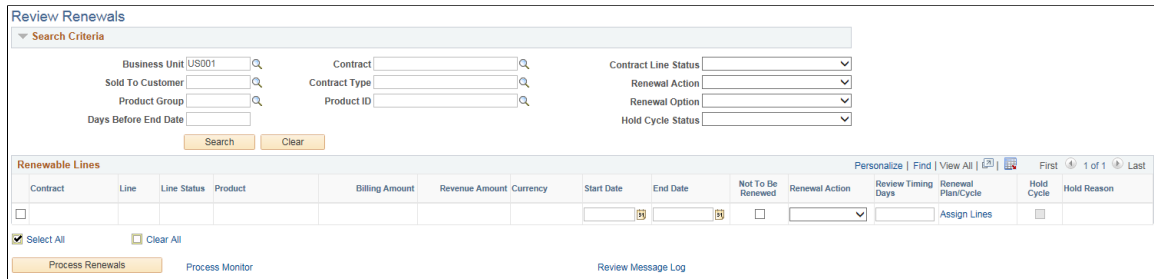 Review Renewals
Search Criteria
Business Unit US001 Contract Contract Line Status
Sold To Customer Contract Type Renewal Action
Product Group Product ID Renewal Option
Days Before End Date Hold Cycle Status
Search Clear
Renewable Lines Personalize | Find | View All | | First 1 of 1 Last
Contract Line Line Status Product Billing Amount Revenue Amount Currency Start Date End Date Not To Be Renewed Renewal Action Review Timing Days Renewal Plan/Cycle Hold Cycle Hold Reason
Assign Lines
Select All Clear All
Process Renewals Process Monitor Review Message Log